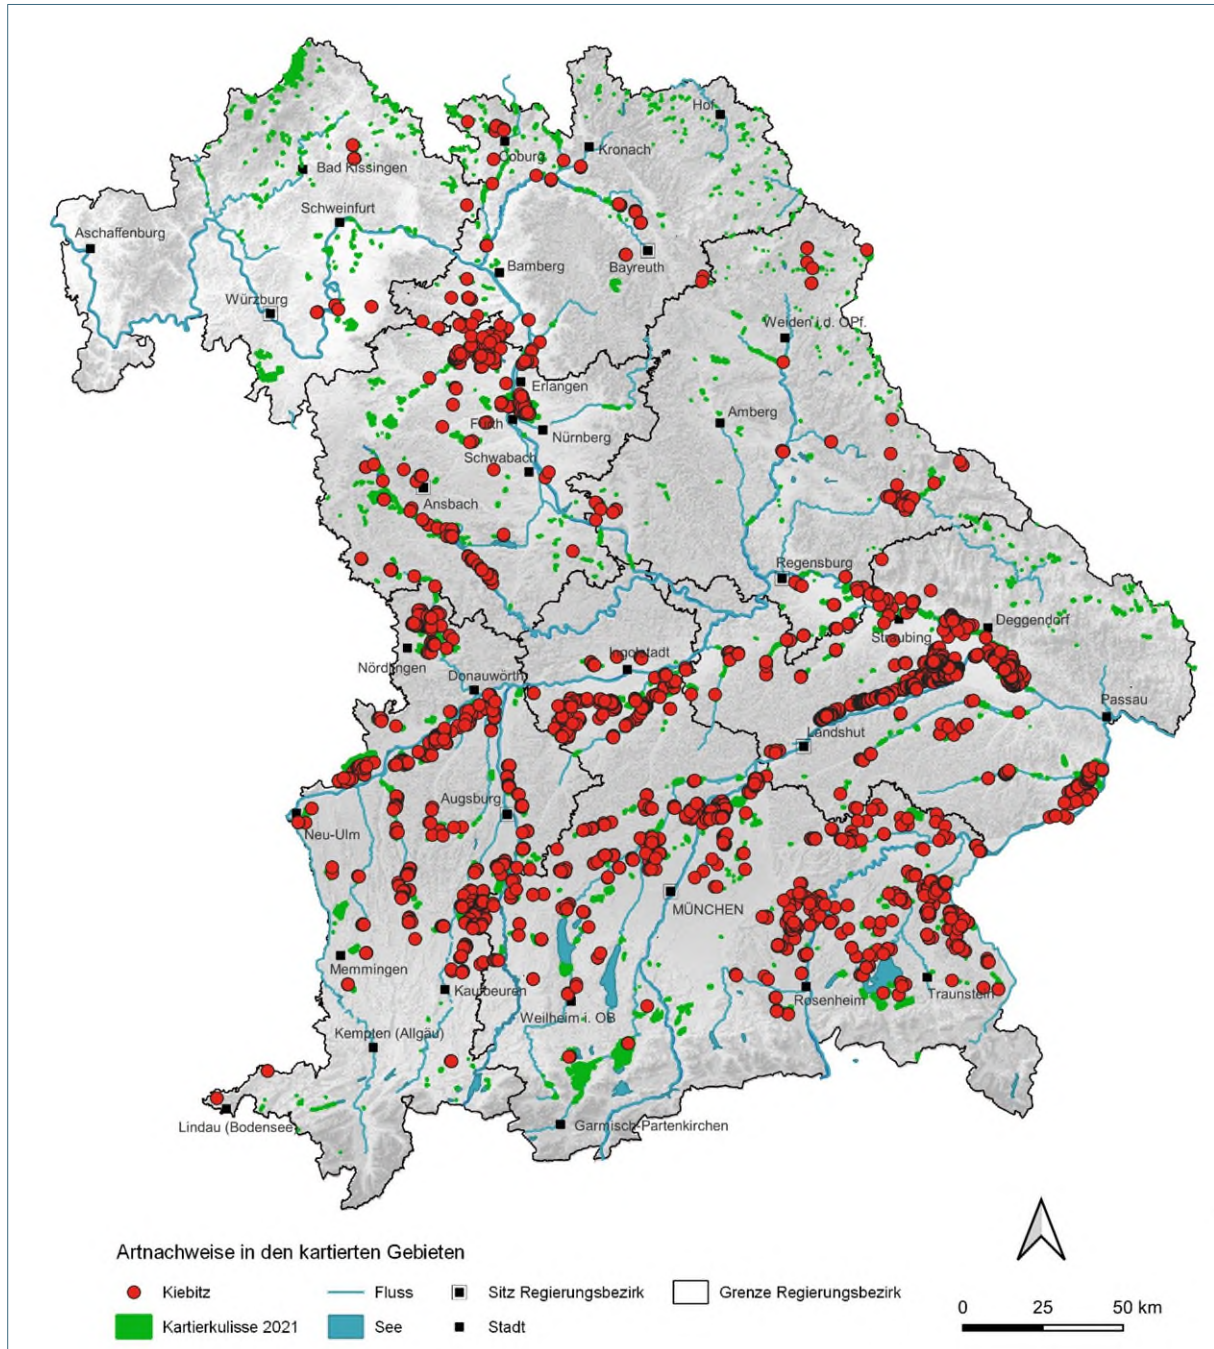 Hof
Kronach
Coburg
Bad Kissingen
Schweinfurt
Aschaffenburg
Bayreuth
Bamberg
Würzburg
Weiden i.d. OPf.
Erlangen
Amberg
Fürth
Nürnberg
Schwabach
Ansbach
Regensburg
Straubing
Deggendorf
Nördlingen
Ingolstadt
Donauwörth
Passau
Landshut
Augsburg
Neu-Ulm
MÜNCHEN
Memmingen
Kaufbeuren
Rosenheim
Traunstein
Weilheim i. OB
Kempten (Allgäu)
Lindau (Bodensee)
Garmisch-Partenkirchen
Artnachweise in den kartierten Gebieten
Kiebitz
Fluss
Sitz Regierungsbezirk
Grenze Regierungsbezirk
Kartierkulisse 2021
See
Stadt
0 25 50 km